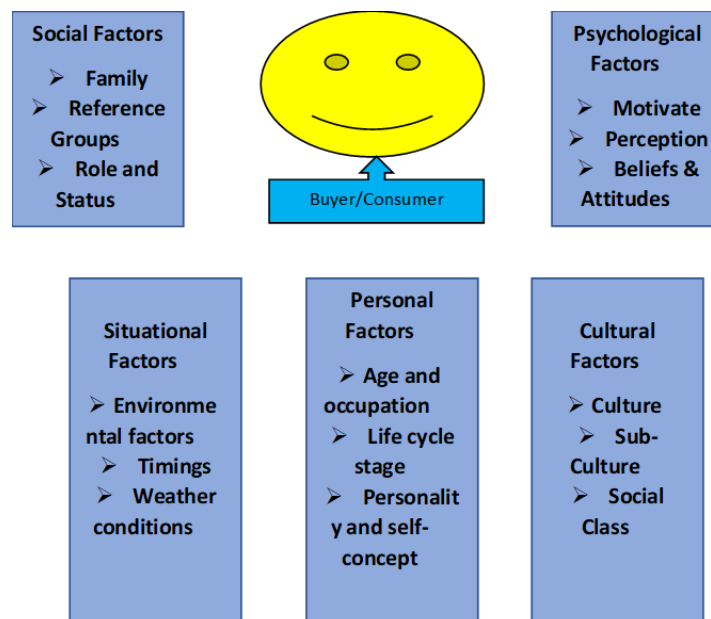 Social Factors
➤ Family
➤ Reference
Groups
➤ Role and
Status
Buyer/Consumer
Psychological
Factors
➤ Motivate
➤ Perception
➤ Beliefs &
Attitudes
Situational
Factors
➤ Environme
ntal factors
➤ Timings
➤ Weather
conditions
Personal
Factors
➤ Age and
occupation
➤ Life cycle
stage
➤ Personalit
y and self-
concept
Cultural
Factors
➤ Culture
➤ Sub-
Culture
➤ Social
Class